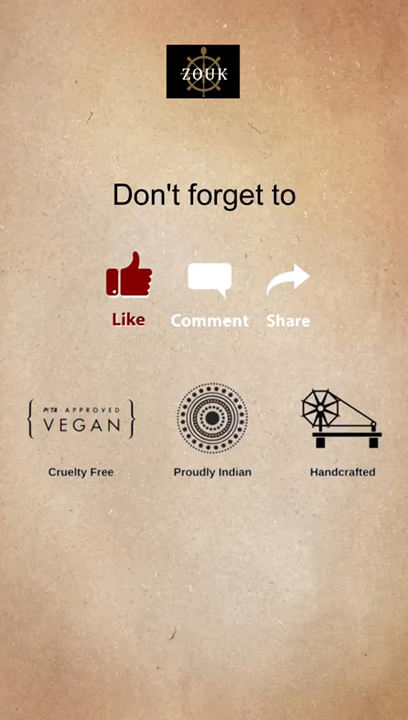 ZOUK
Don't forget to
Like Comment Share
{ PETA-APPROVED
VEGAN }
Cruelty Free Proudly Indian Handcrafted